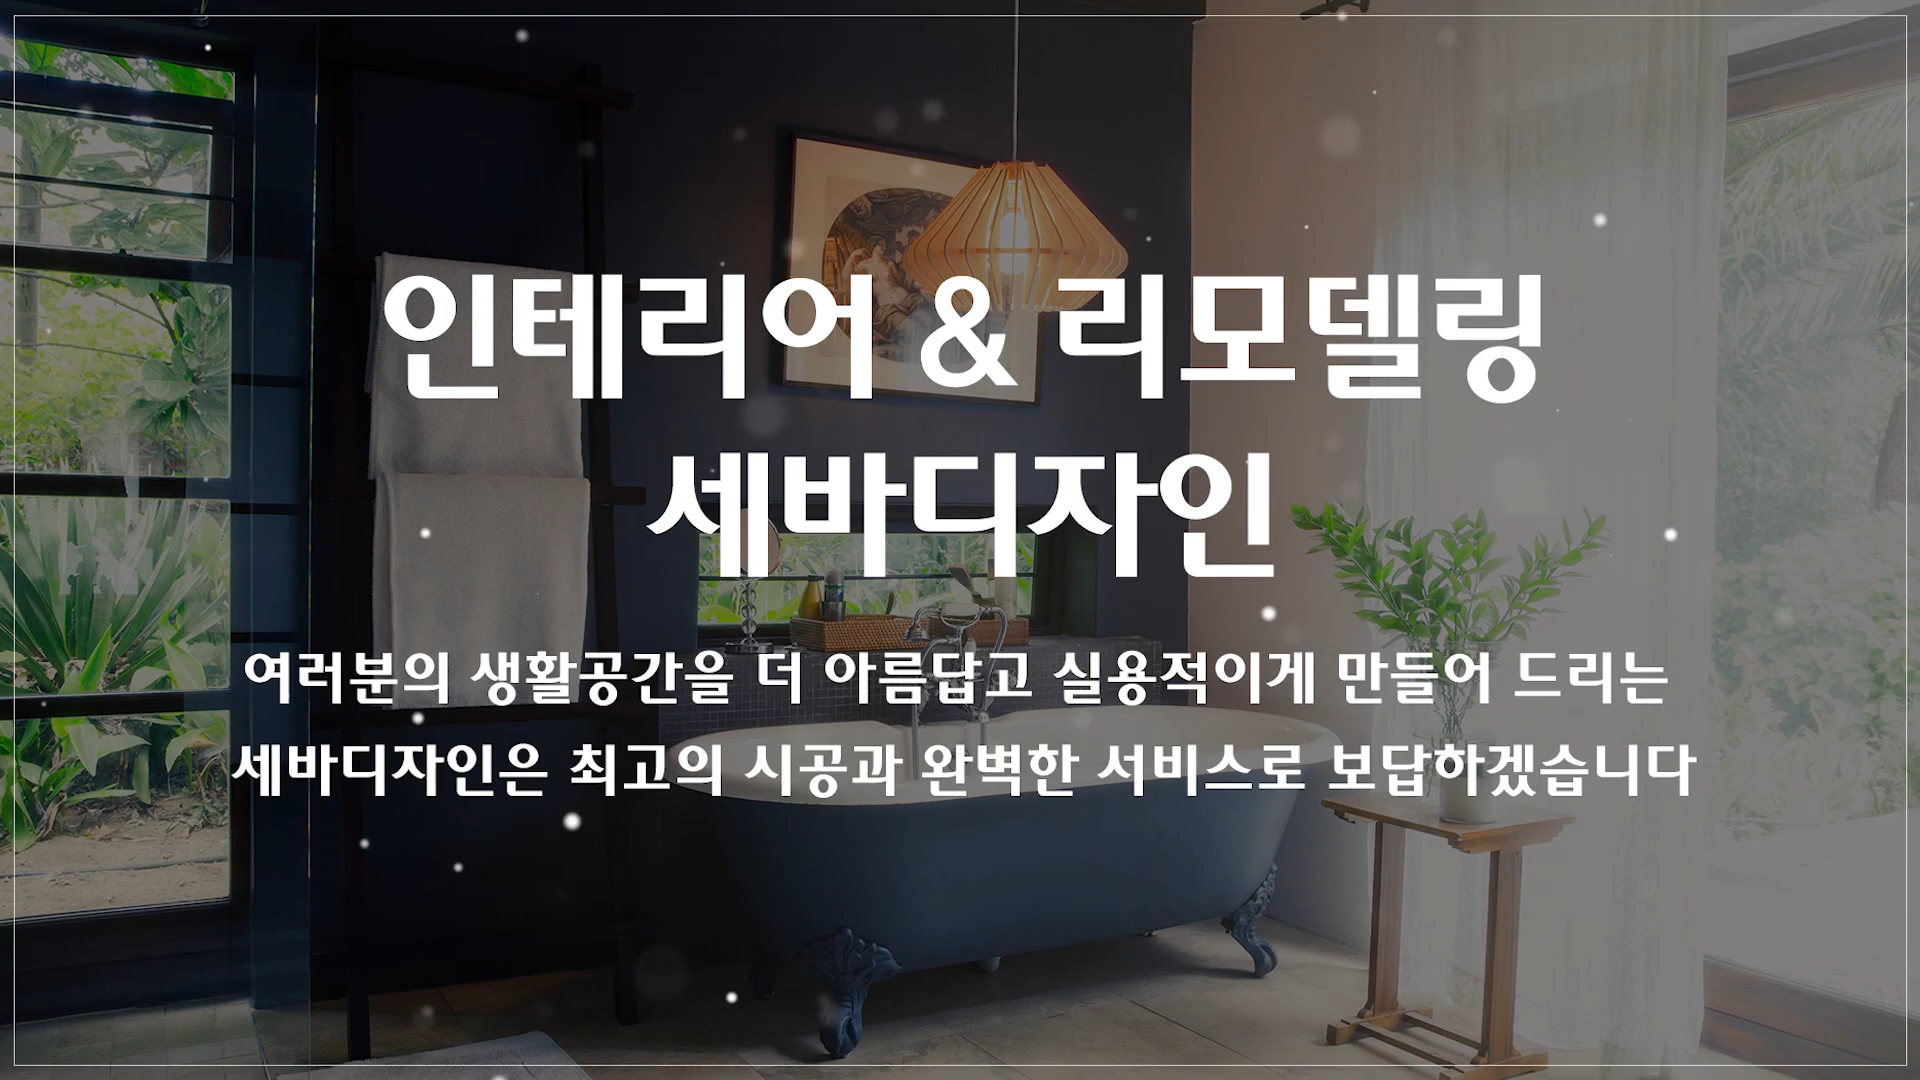 인테리어 & 리모델링
세바디자인
여러분의 생활공간을 더 아름답고 실용적이게 만들어 드리는
세바디자인은 최고의 시공과 완벽한 서비스로 보답하겠습니다